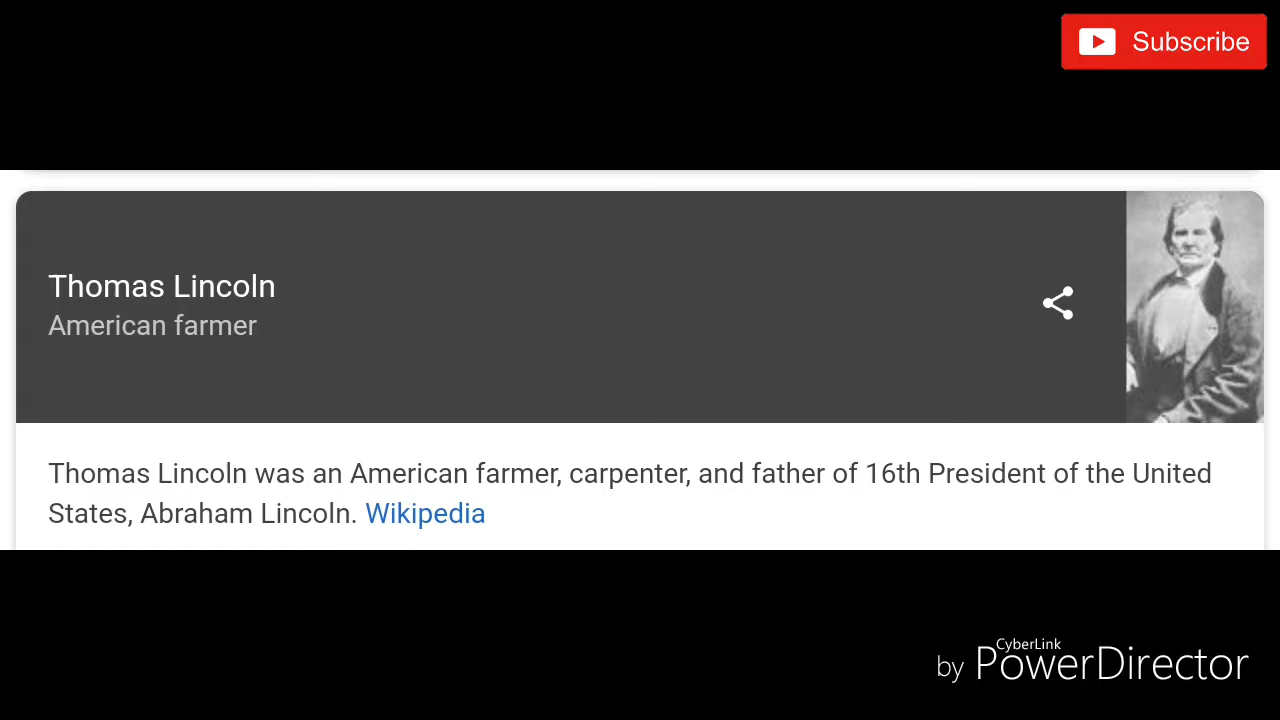 Subscribe
Thomas Lincoln
American farmer
Thomas Lincoln was an American farmer, carpenter, and father of 16th President of the United
States, Abraham Lincoln. Wikipedia
CyberLink
by PowerDirector